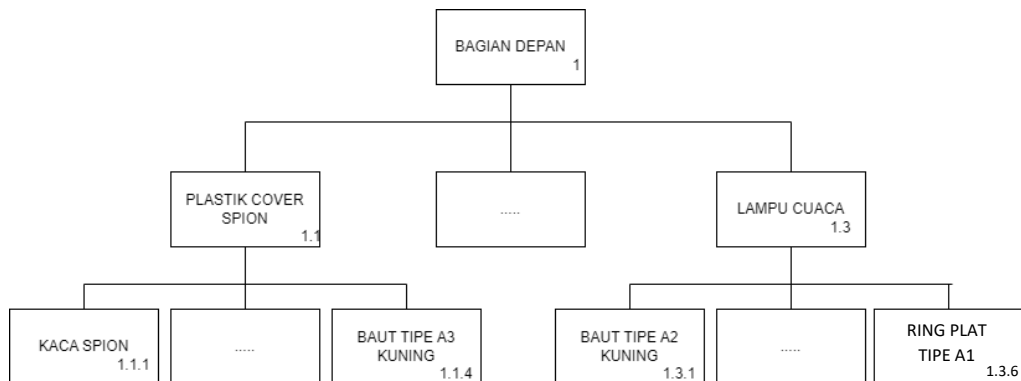 BAGIAN DEPAN
1
PLASTIK COVER
SPION
1.1
.....
LAMPU CUACA
1.3
KACA SPION
1.1.1
.....
BAUT TIPE A3
KUNING
1.1.4
BAUT TIPE A2
KUNING
1.3.1
.....
RING PLAT
TIPE A1
1.3.6